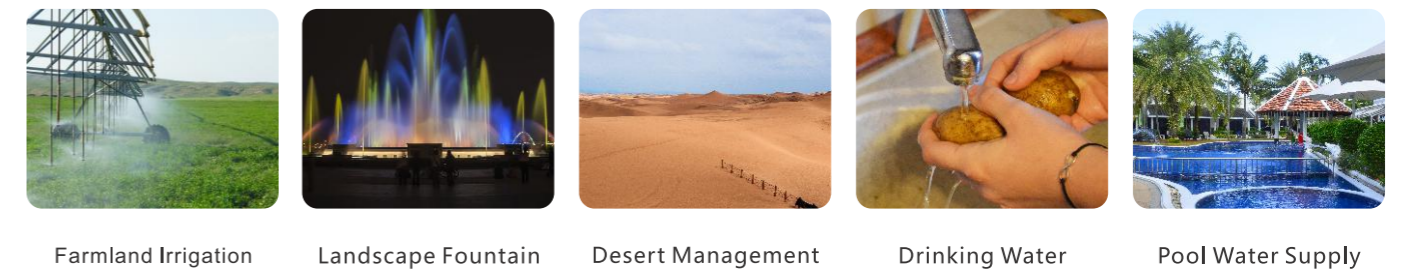 Farmland Irrigation
Landscape Fountain
Desert Management
Drinking Water
Pool Water Supply